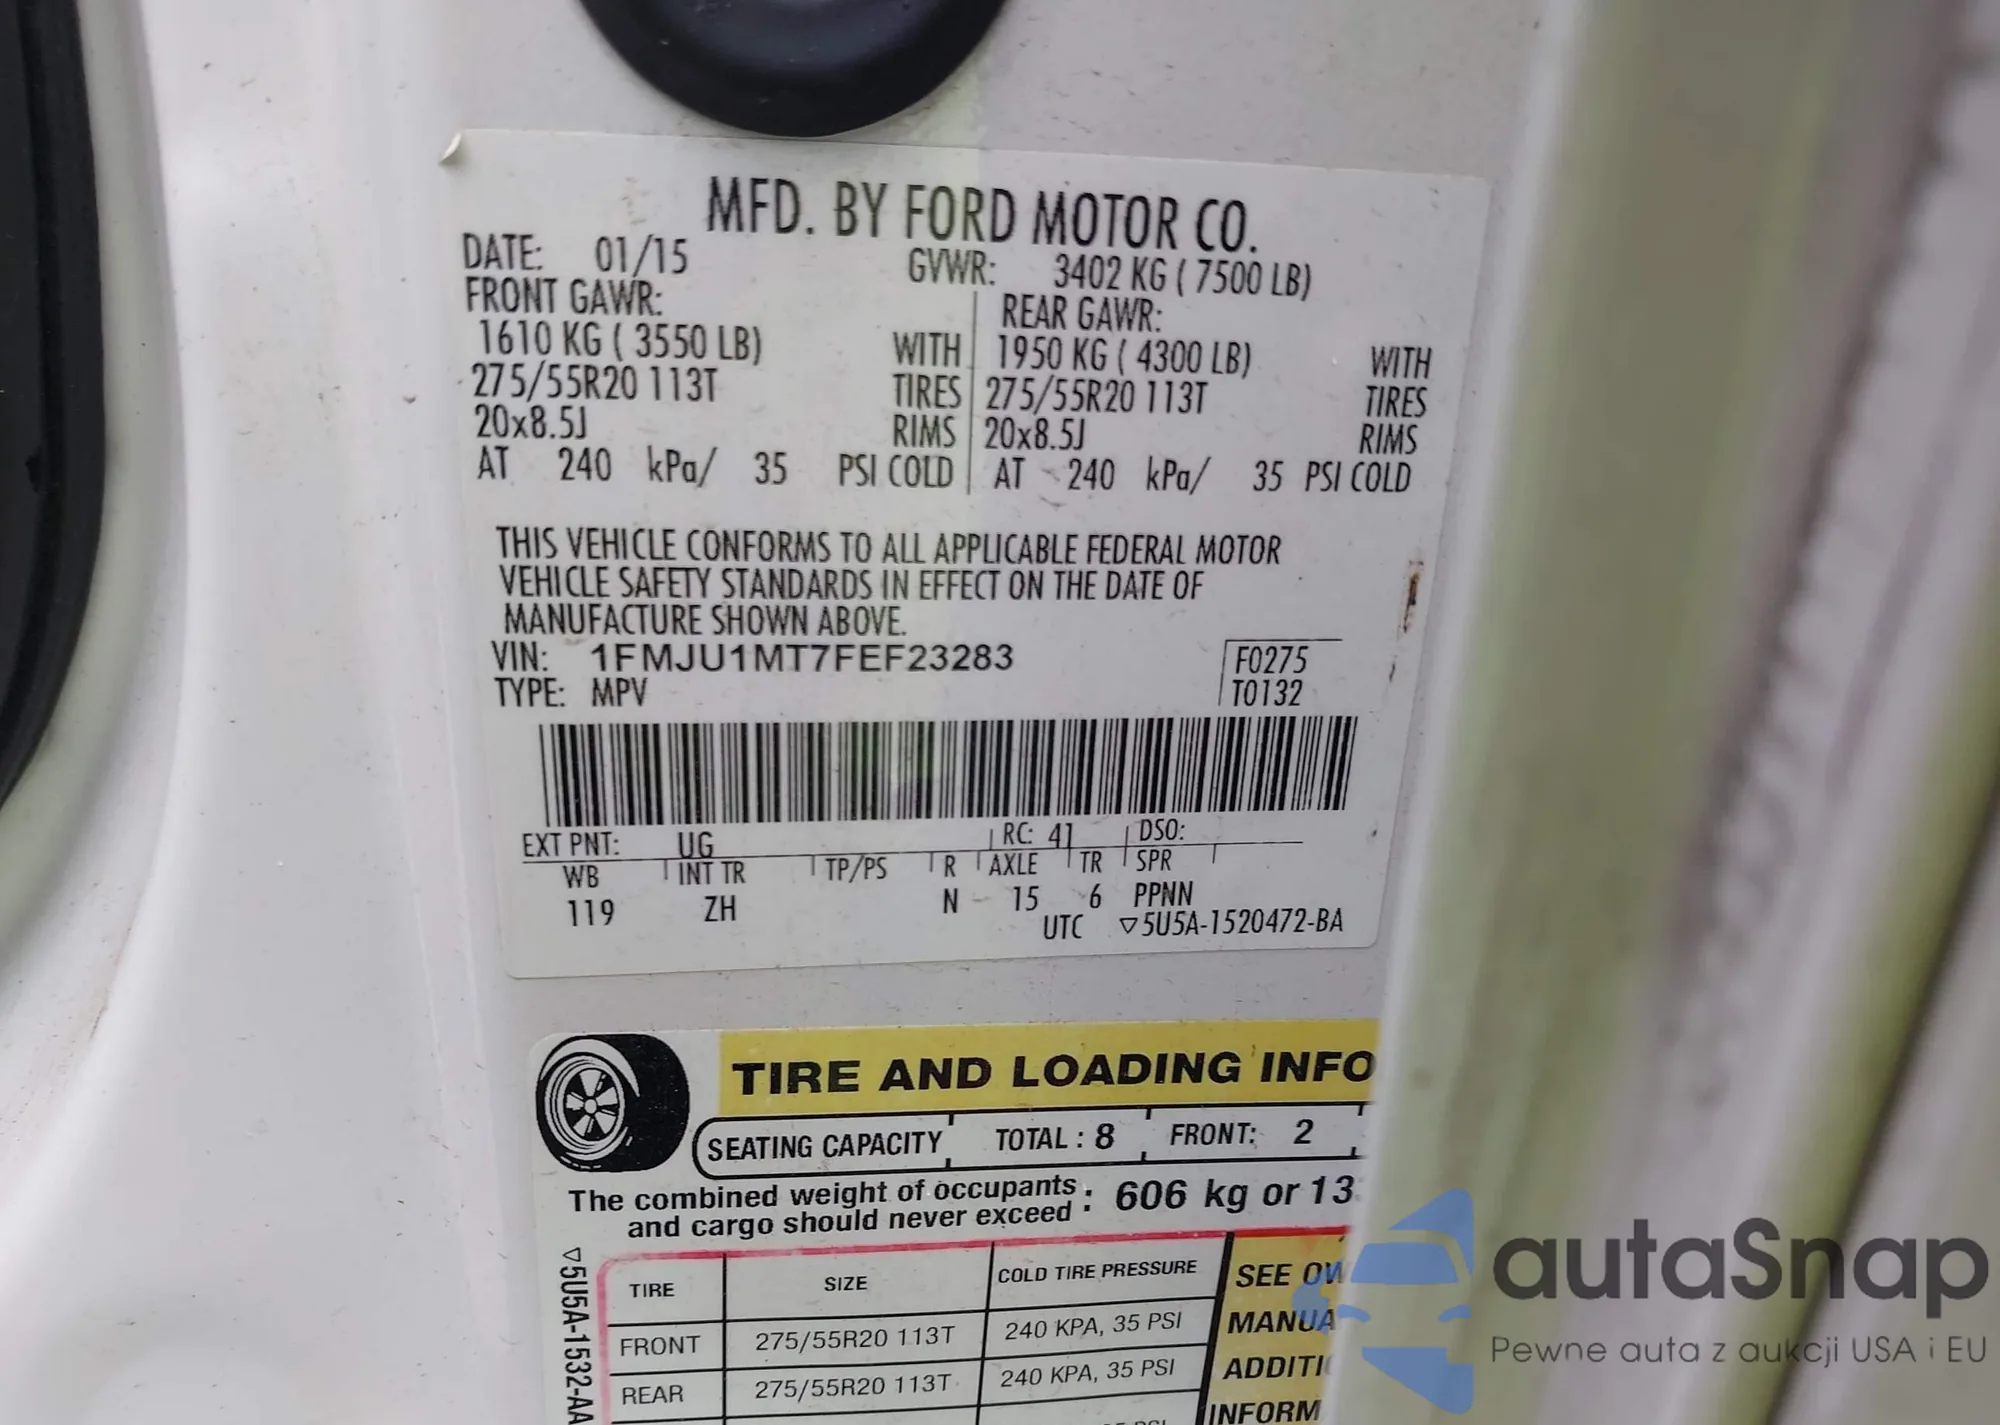 MFD. BY FORD MOTOR CO.
DATE: 01/15 GVWR: 3402 KG ( 7500 LB)
FRONT GAWR: REAR GAWR:
1610 KG ( 3550 LB) WITH 1950 KG ( 4300 LB) WITH
275/55R20 113T TIRES 275/55R20 113T TIRES
20x8.5J RIMS 20x8.5J RIMS
AT 240 kPa/ 35 PSI COLD AT 240 kPa/ 35 PSI COLD
THIS VEHICLE CONFORMS TO ALL APPLICABLE FEDERAL MOTOR
VEHICLE SAFETY STANDARDS IN EFFECT ON THE DATE OF
MANUFACTURE SHOWN ABOVE.
VIN: 1FMJU1MT7FEF23283 F0275
TYPE: MPV T0132
EXT PNT: UG RC: 41 DSO:
WB INT TR TP/PS R AXLE TR SPR
119 ZH N 15 6 PPNN
UTC ▽5U5A-1520472-BA
TIRE AND LOADING INFO
SEATING CAPACITY TOTAL : 8 FRONT: 2
The combined weight of occupants : 606 kg or 13
and cargo should never exceed :
TIRE SIZE COLD TIRE PRESSURE SEE OW
FRONT 275/55R20 113T 240 KPA, 35 PSI MANUA
REAR 275/55R20 113T 240 KPA, 35 PSI ADDITI
INFORM
▽5U5A-1532-AA
autaSnap
Pewne auta z aukcji USA i EU